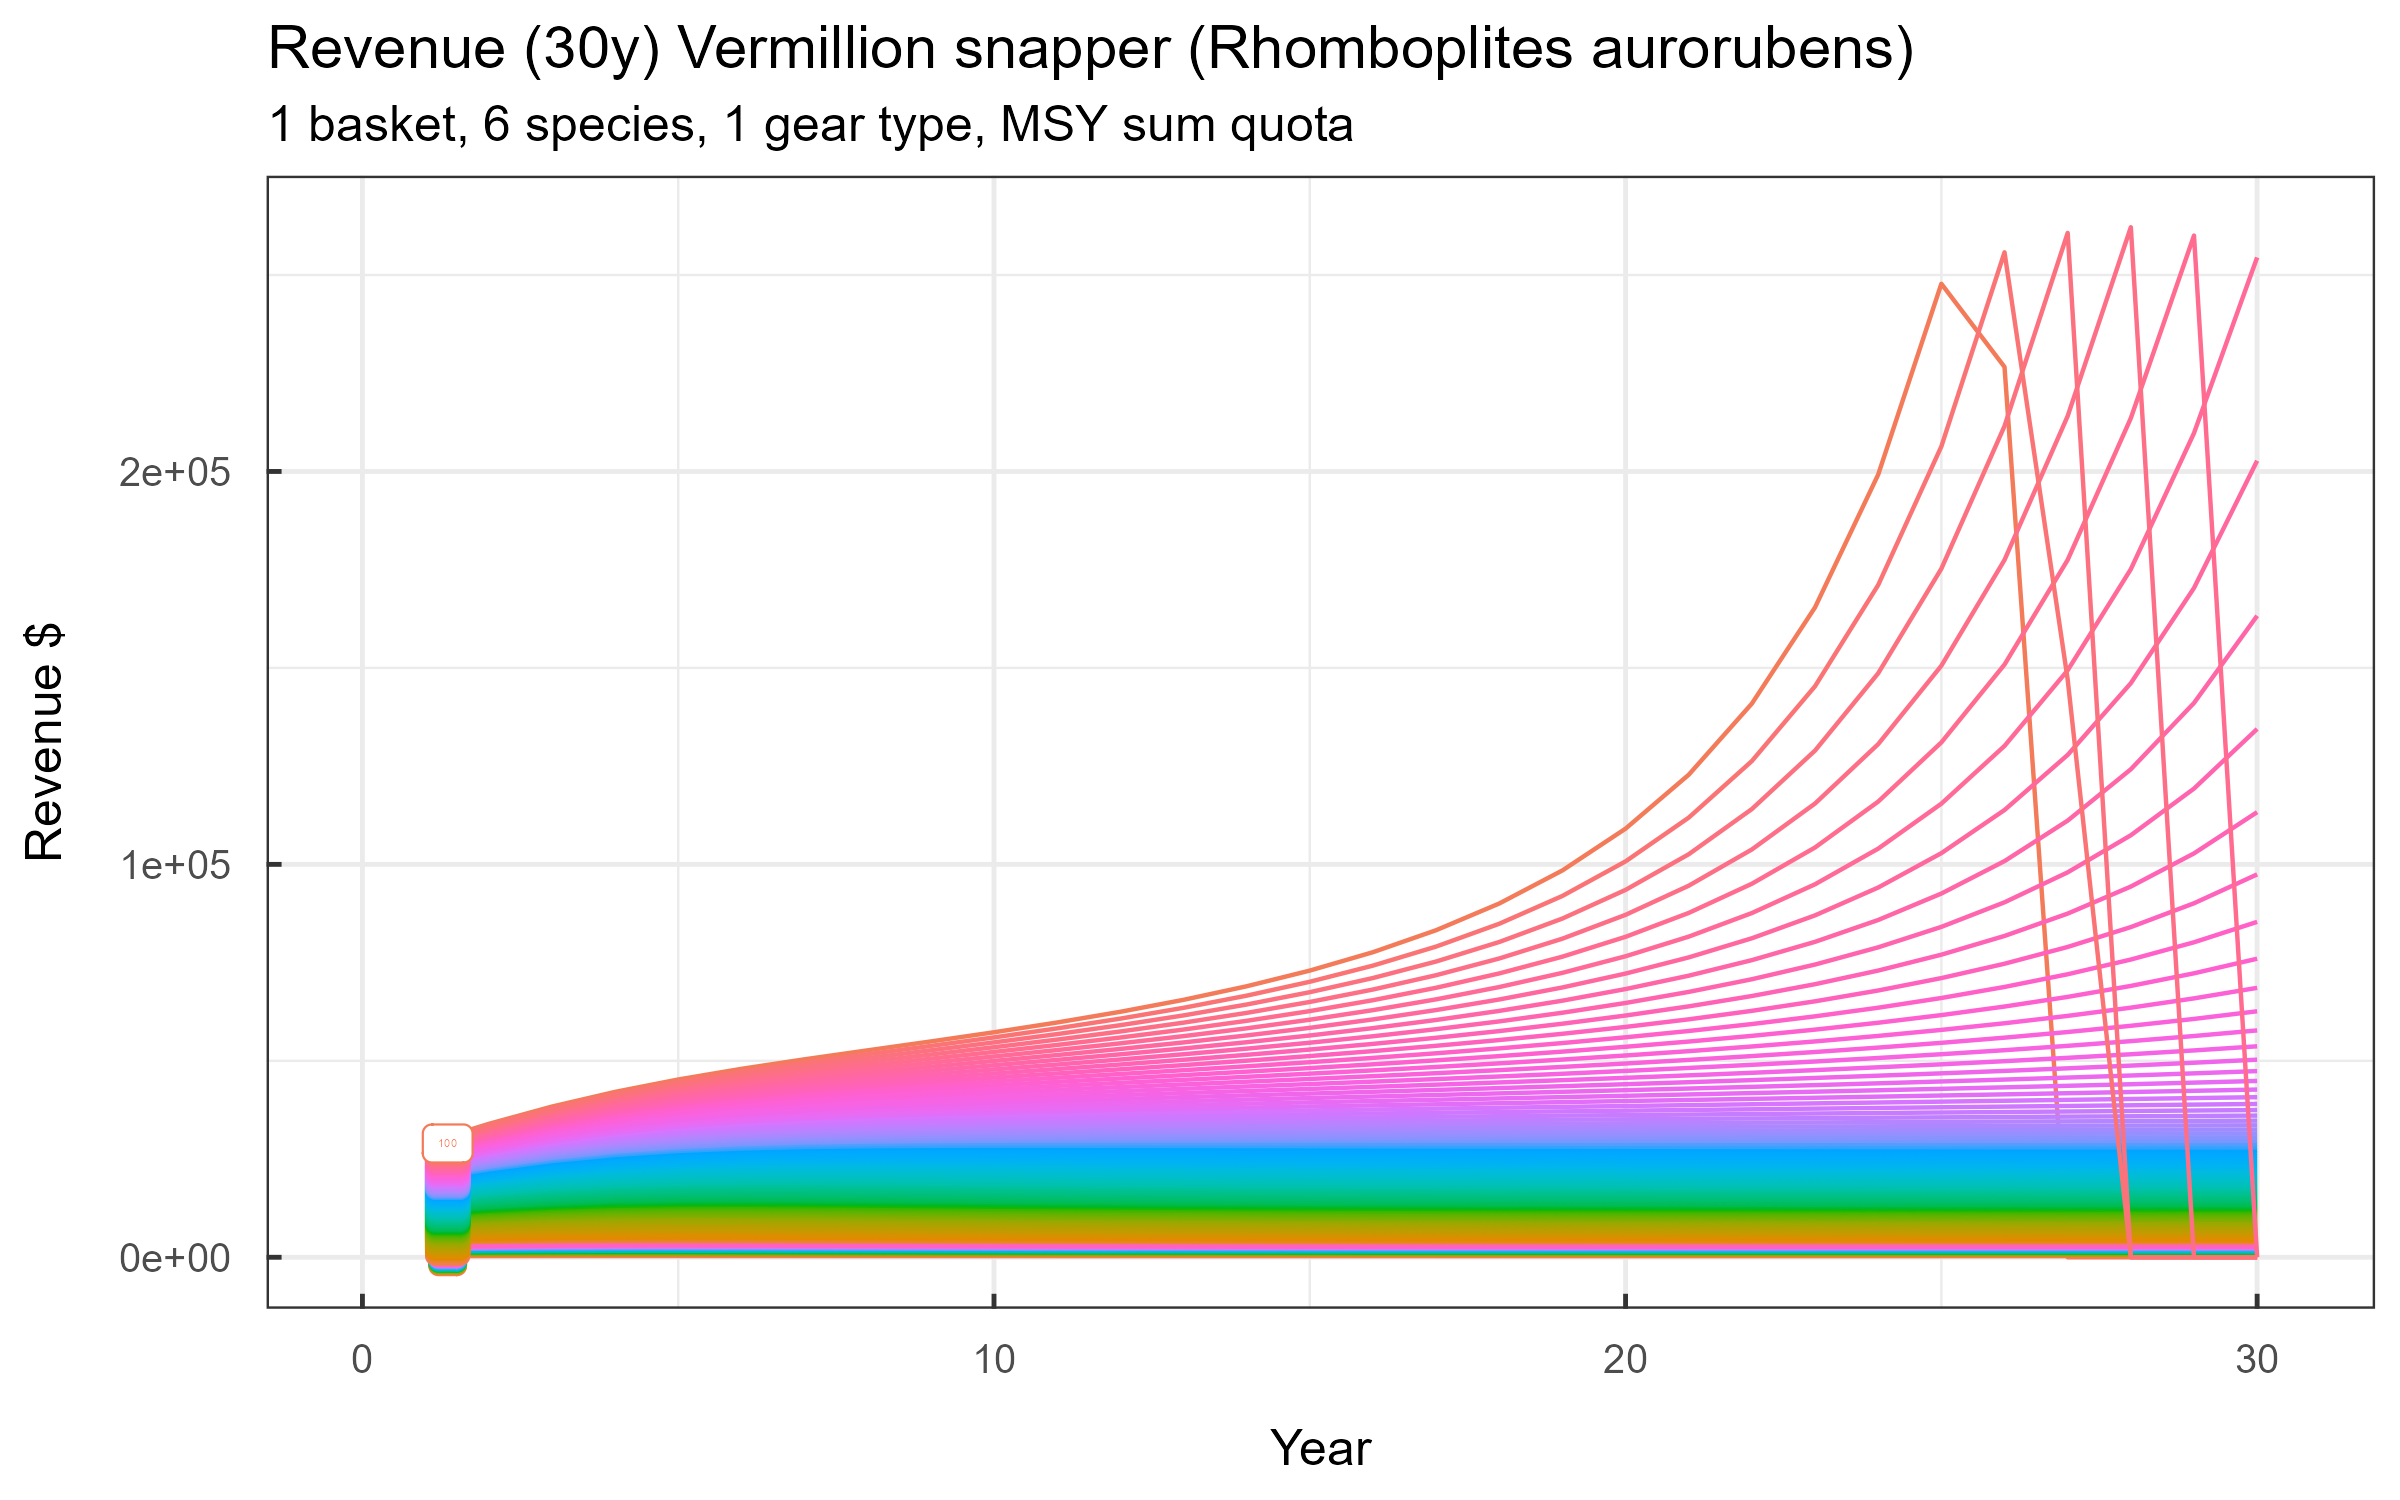 Revenue (30y) Vermillion snapper (Rhomboplites aurorubens)
1 basket, 6 species, 1 gear type, MSY sum quota
Revenue $
2e+05
1e+05
0e+00
100
0
10
20
30
Year